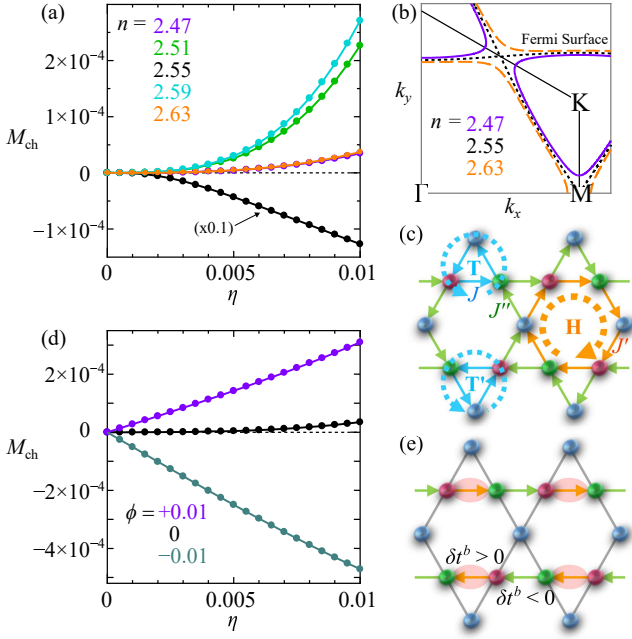 (a)
n = 2.47
2.51
2.55
2.59
2.63
2×10⁻⁴
M_ch
0
−1×10⁻⁴
(x0.1)
0
0.005
0.01
η
(b)
Fermi Surface
k_y
K
n = 2.47
2.55
2.63
Γ
M
k_x
(c)
T
J
J''
H
J'
T'
(d)
2×10⁻⁴
0
M_ch
−2×10⁻⁴
−4×10⁻⁴
ϕ = +0.01
0
−0.01
0
0.005
0.01
η
(e)
δt^b > 0
δt^b < 0